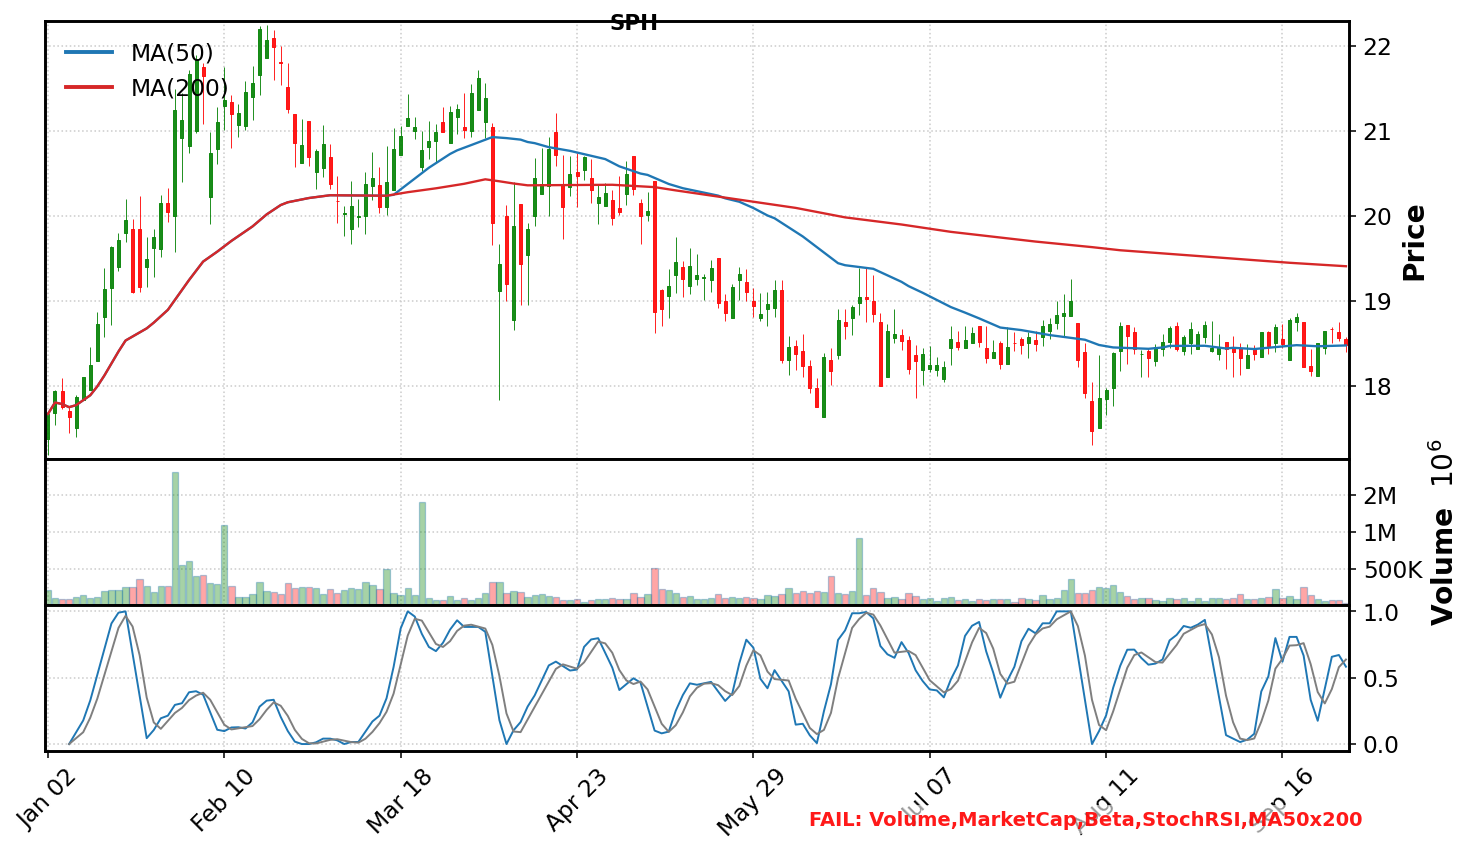 SPH
MA(50)
MA(200)
22
21
20
19
18
Price
10^6
2M
1M
500K
Volume
1.0
0.5
0.0
Jan 02
Feb 10
Mar 18
Apr 23
May 29
Jul 07
Aug 11
Sep 16
FAIL: Volume,MarketCap,Beta,StochRSI,MA50x200